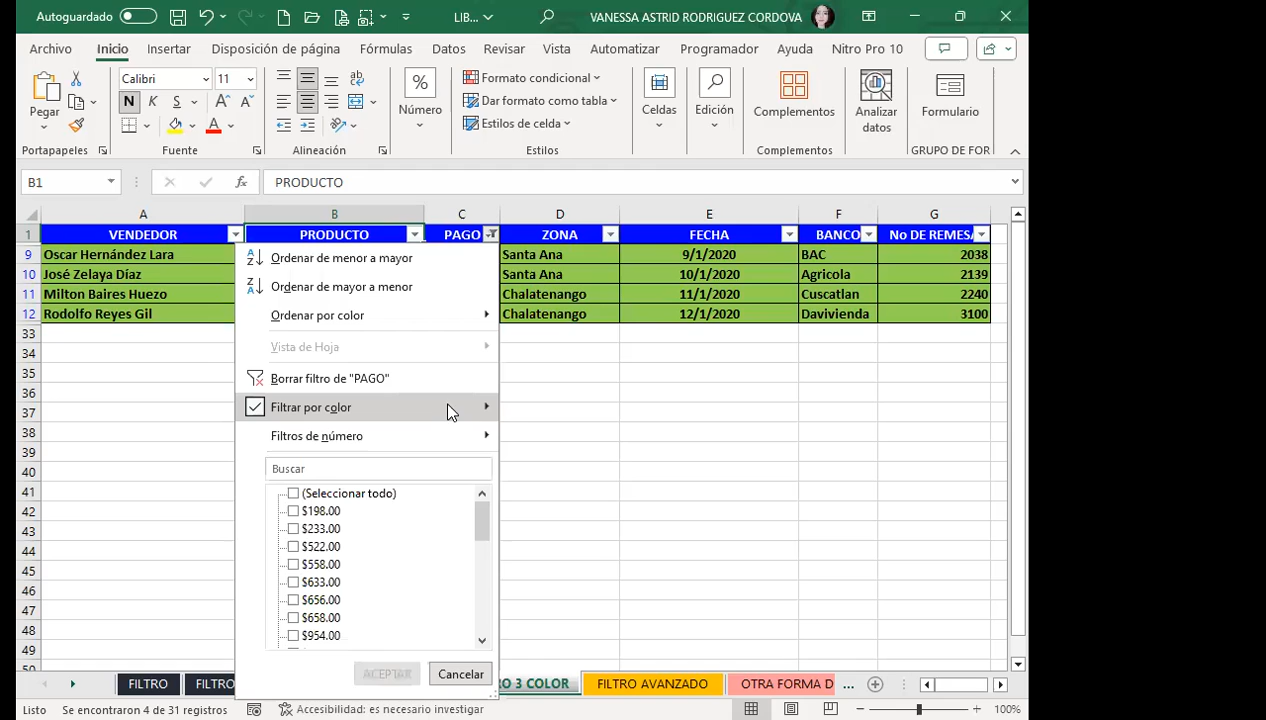 Autoguardado
LIB...
VANESSA ASTRID RODRIGUEZ CORDOVA
Archivo Inicio Insertar Disposición de página Fórmulas Datos Revisar Vista Automatizar Programador Ayuda Nitro Pro 10
Pegar
Calibri 11
N K S
Número
Formato condicional
Dar formato como tabla
Estilos de celda
Celdas
Edición
Complementos
Analizar datos
Formulario
Portapapeles Fuente Alineación Estilos Complementos GRUPO DE FOR
B1 fx PRODUCTO
A B C D E F G
1 VENDEDOR PRODUCTO PAGO ZONA FECHA BANCO No DE REMESA
9 Oscar Hernández Lara Santa Ana 9/1/2020 BAC 2038
10 José Zelaya Díaz Santa Ana 10/1/2020 Agricola 2139
11 Milton Baires Huezo Chalatenango 11/1/2020 Cuscatlan 2240
12 Rodolfo Reyes Gil Chalatenango 12/1/2020 Davivienda 3100
33
34
35
36
37
38
39
40
41
42
43
44
45
46
47
48
49
50
Ordenar de menor a mayor
Ordenar de mayor a menor
Ordenar por color
Vista de Hoja
Borrar filtro de "PAGO"
Filtrar por color
Filtros de número
Buscar
(Seleccionar todo)
$198.00
$233.00
$522.00
$558.00
$633.00
$656.00
$658.00
$954.00
ACEPTAR Cancelar
FILTRO FILTRO O 3 COLOR FILTRO AVANZADO OTRA FORMA D ...
Listo Se encontraron 4 de 31 registros Accesibilidad: es necesario investigar 100%